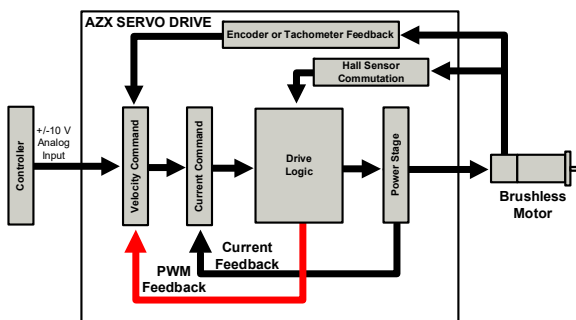 AZX SERVO DRIVE
Encoder or Tachometer Feedback
Hall Sensor
Commutation
Controller
+/-10 V
Analog
Input
Velocity Command
Current Command
Drive
Logic
Power Stage
Brushless
Motor
Current
Feedback
PWM
Feedback